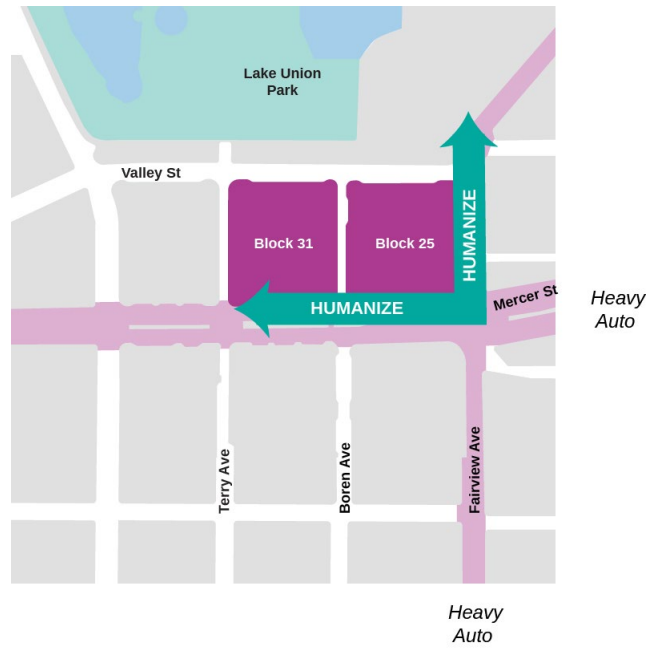 Lake Union
Park
Valley St
Block 31
Block 25
HUMANIZE
HUMANIZE
Mercer St
Heavy
Auto
Terry Ave
Boren Ave
Fairview Ave
Heavy
Auto